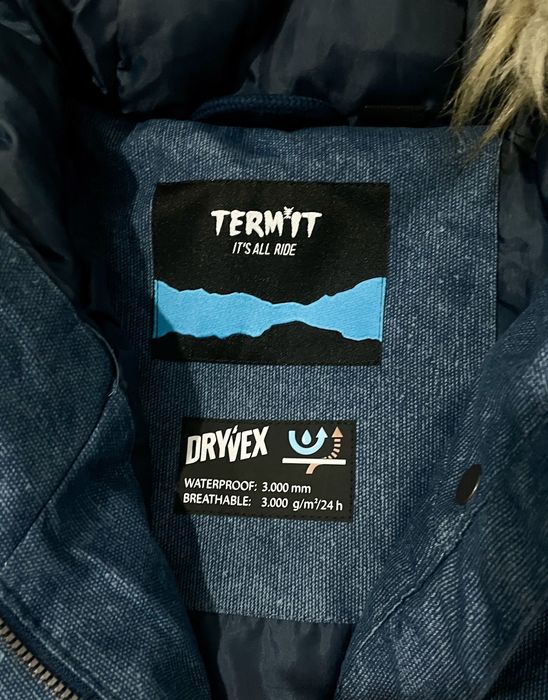 TERMIT
IT'S ALL RIDE
DRYVEX
WATERPROOF: 3.000 mm
BREATHABLE: 3.000 g/m²/24 h